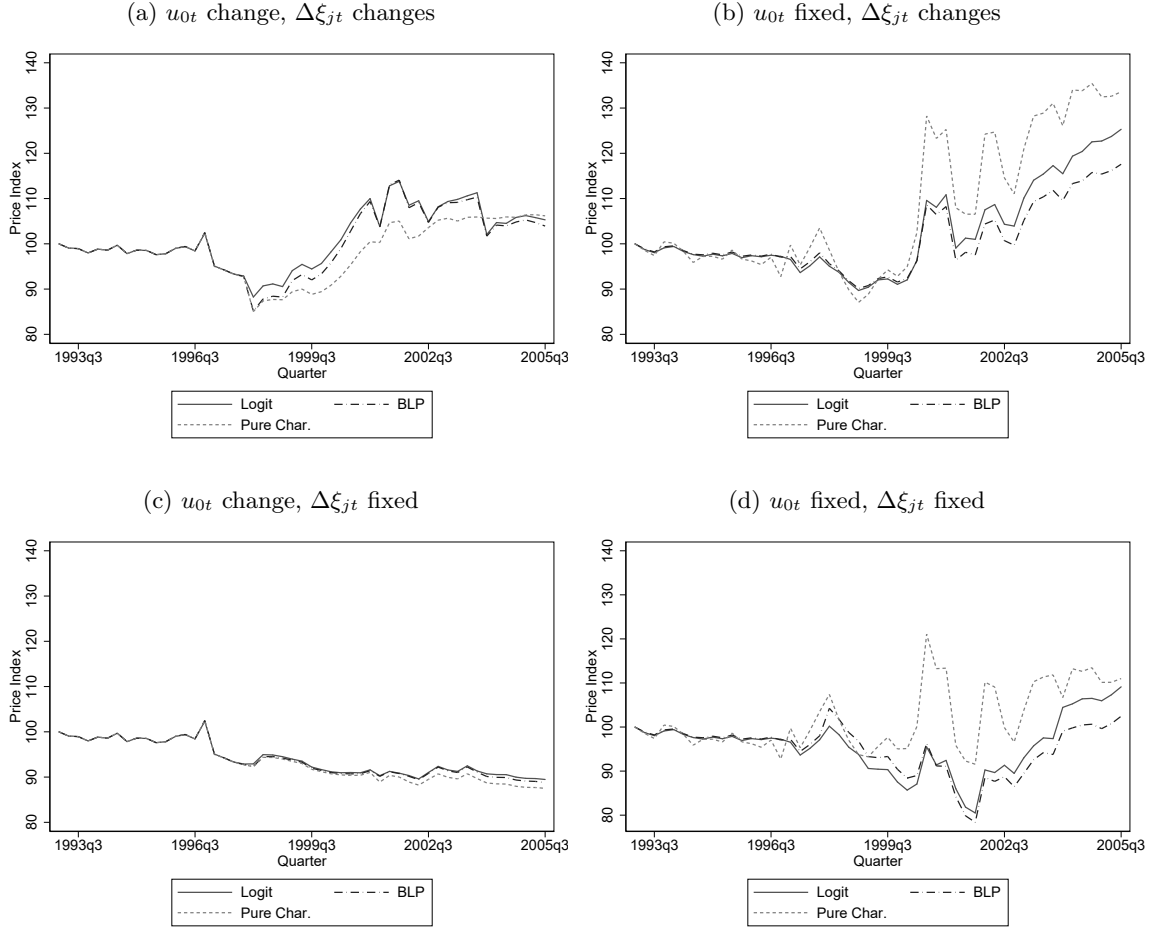 (a) u0t change, Δξjt changes
140
130
120
110
100
90
80
Price Index
1993q3 1996q3 1999q3 2002q3 2005q3
Quarter
Logit BLP
Pure Char.
(b) u0t fixed, Δξjt changes
140
130
120
110
100
90
80
Price Index
1993q3 1996q3 1999q3 2002q3 2005q3
Quarter
Logit BLP
Pure Char.
(c) u0t change, Δξjt fixed
140
130
120
110
100
90
80
Price Index
1993q3 1996q3 1999q3 2002q3 2005q3
Quarter
Logit BLP
Pure Char.
(d) u0t fixed, Δξjt fixed
140
130
120
110
100
90
80
Price Index
1993q3 1996q3 1999q3 2002q3 2005q3
Quarter
Logit BLP
Pure Char.